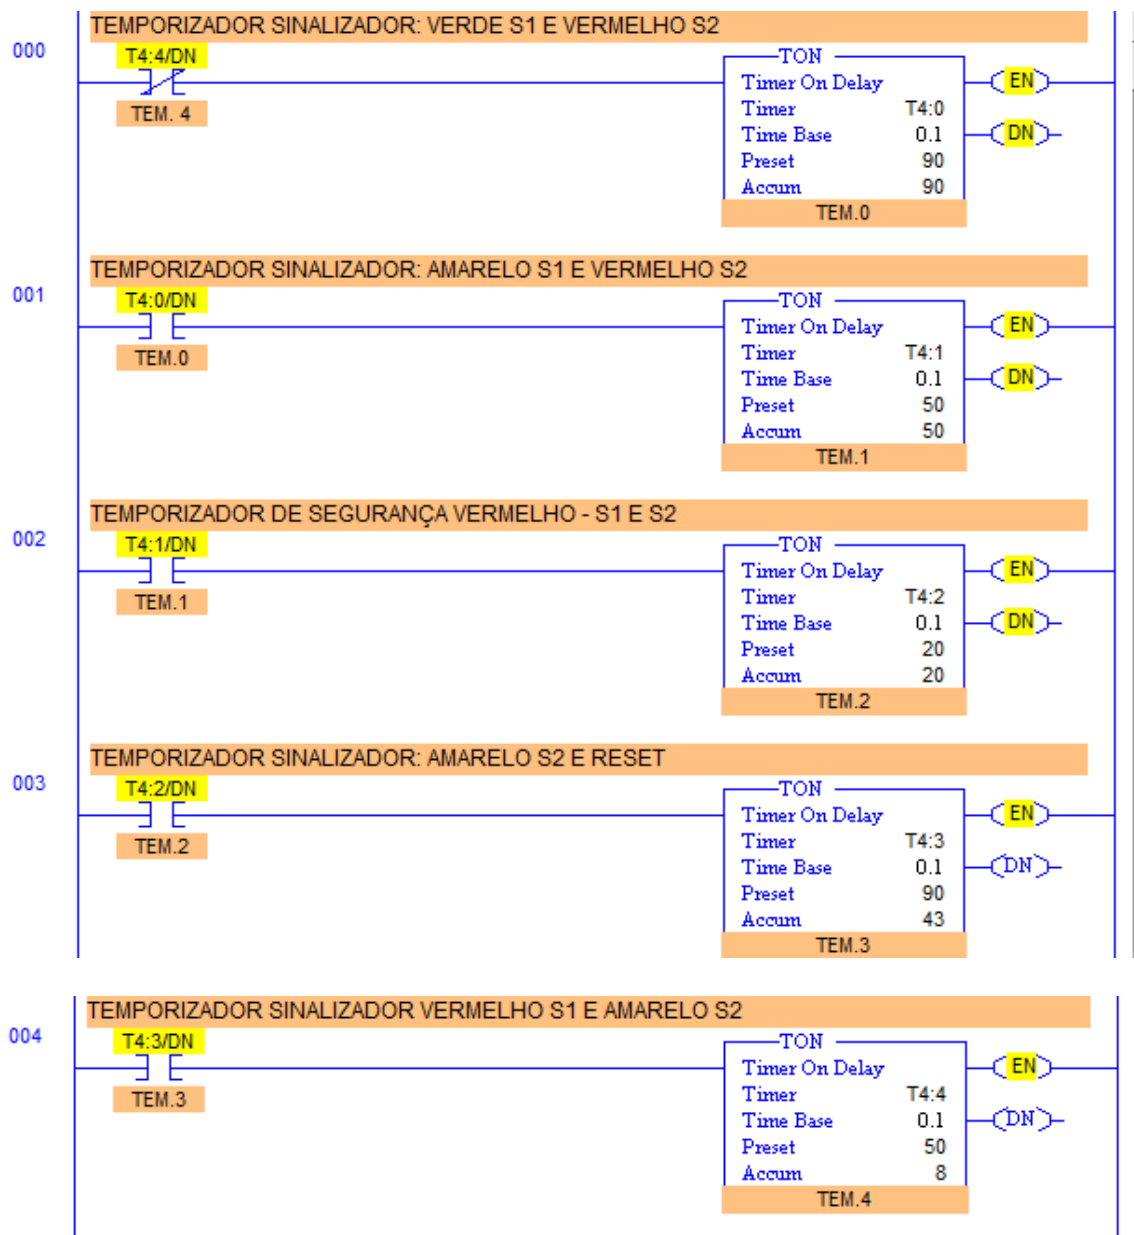 TEMPORIZADOR SINALIZADOR: VERDE S1 E VERMELHO S2
000
T4:4/DN
TEM. 4
TON
Timer On Delay
Timer T4:0
Time Base 0.1
Preset 90
Accum 90
EN
DN
TEM.0
TEMPORIZADOR SINALIZADOR: AMARELO S1 E VERMELHO S2
001
T4:0/DN
TEM.0
TON
Timer On Delay
Timer T4:1
Time Base 0.1
Preset 50
Accum 50
EN
DN
TEM.1
TEMPORIZADOR DE SEGURANÇA VERMELHO - S1 E S2
002
T4:1/DN
TEM.1
TON
Timer On Delay
Timer T4:2
Time Base 0.1
Preset 20
Accum 20
EN
DN
TEM.2
TEMPORIZADOR SINALIZADOR: AMARELO S2 E RESET
003
T4:2/DN
TEM.2
TON
Timer On Delay
Timer T4:3
Time Base 0.1
Preset 90
Accum 43
EN
DN
TEM.3
TEMPORIZADOR SINALIZADOR VERMELHO S1 E AMARELO S2
004
T4:3/DN
TEM.3
TON
Timer On Delay
Timer T4:4
Time Base 0.1
Preset 50
Accum 8
EN
DN
TEM.4